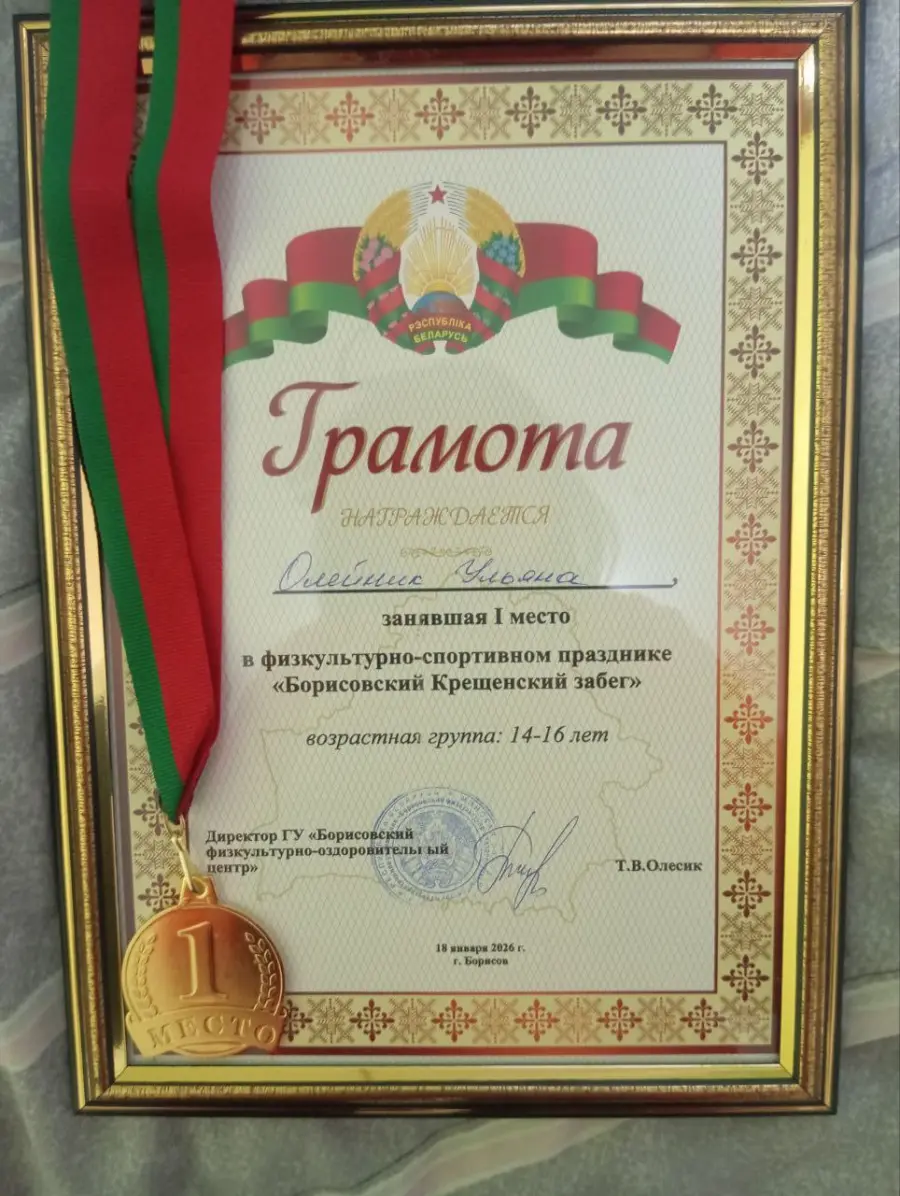 РЭСПУБЛІКА
БЕЛАРУСЬ
Грамота
НАГРАЖДАЕТСЯ
Олейник Ульяна,
занявшая I место
в физкультурно-спортивном празднике
«Борисовский Крещенский забег»
возрастная группа: 14-16 лет
Директор ГУ «Борисовский
физкультурно-оздоровительный
центр»
Т.В.Олесик
18 января 2026 г.
г. Борисов
1
МЕСТО